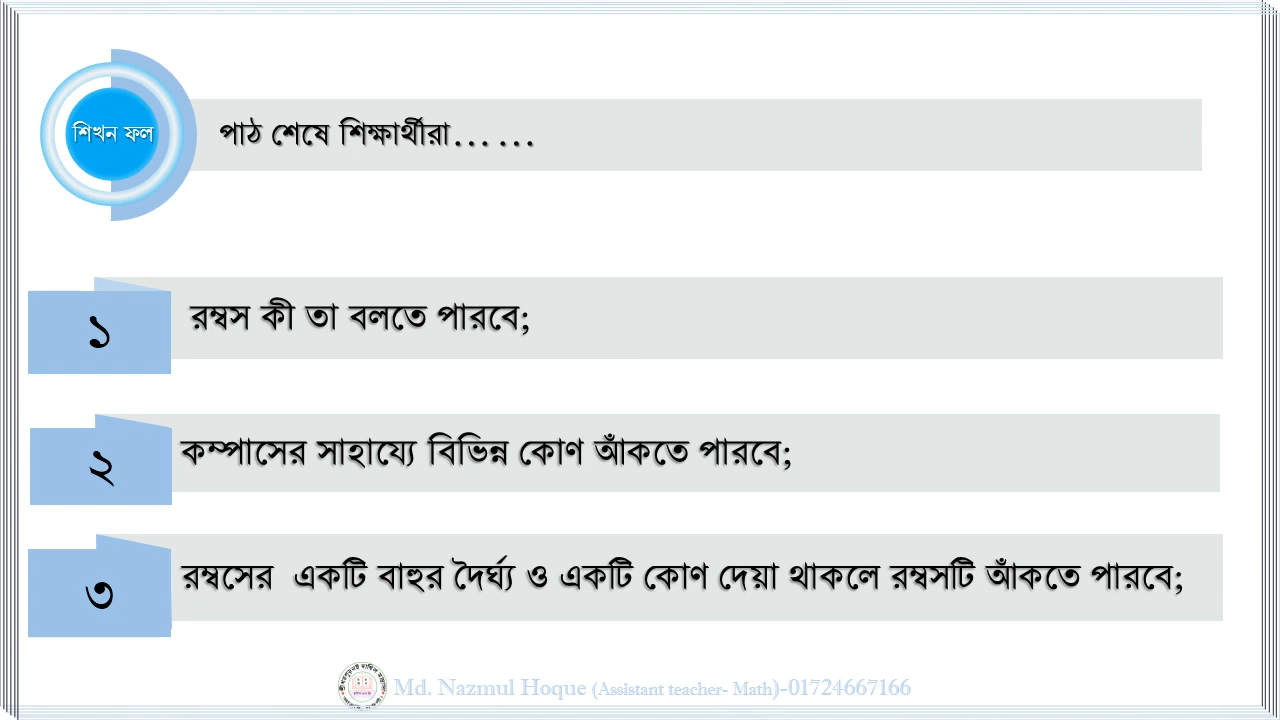 শিখন ফল
পাঠ শেষে শিক্ষার্থীরা... ...
১
রম্বস কী তা বলতে পারবে;
২
কম্পাসের সাহায্যে বিভিন্ন কোণ আঁকতে পারবে;
৩
রম্বসের একটি বাহুর দৈর্ঘ্য ও একটি কোণ দেয়া থাকলে রম্বসটি আঁকতে পারবে;
Md. Nazmul Hoque (Assistant teacher- Math)-01724667166